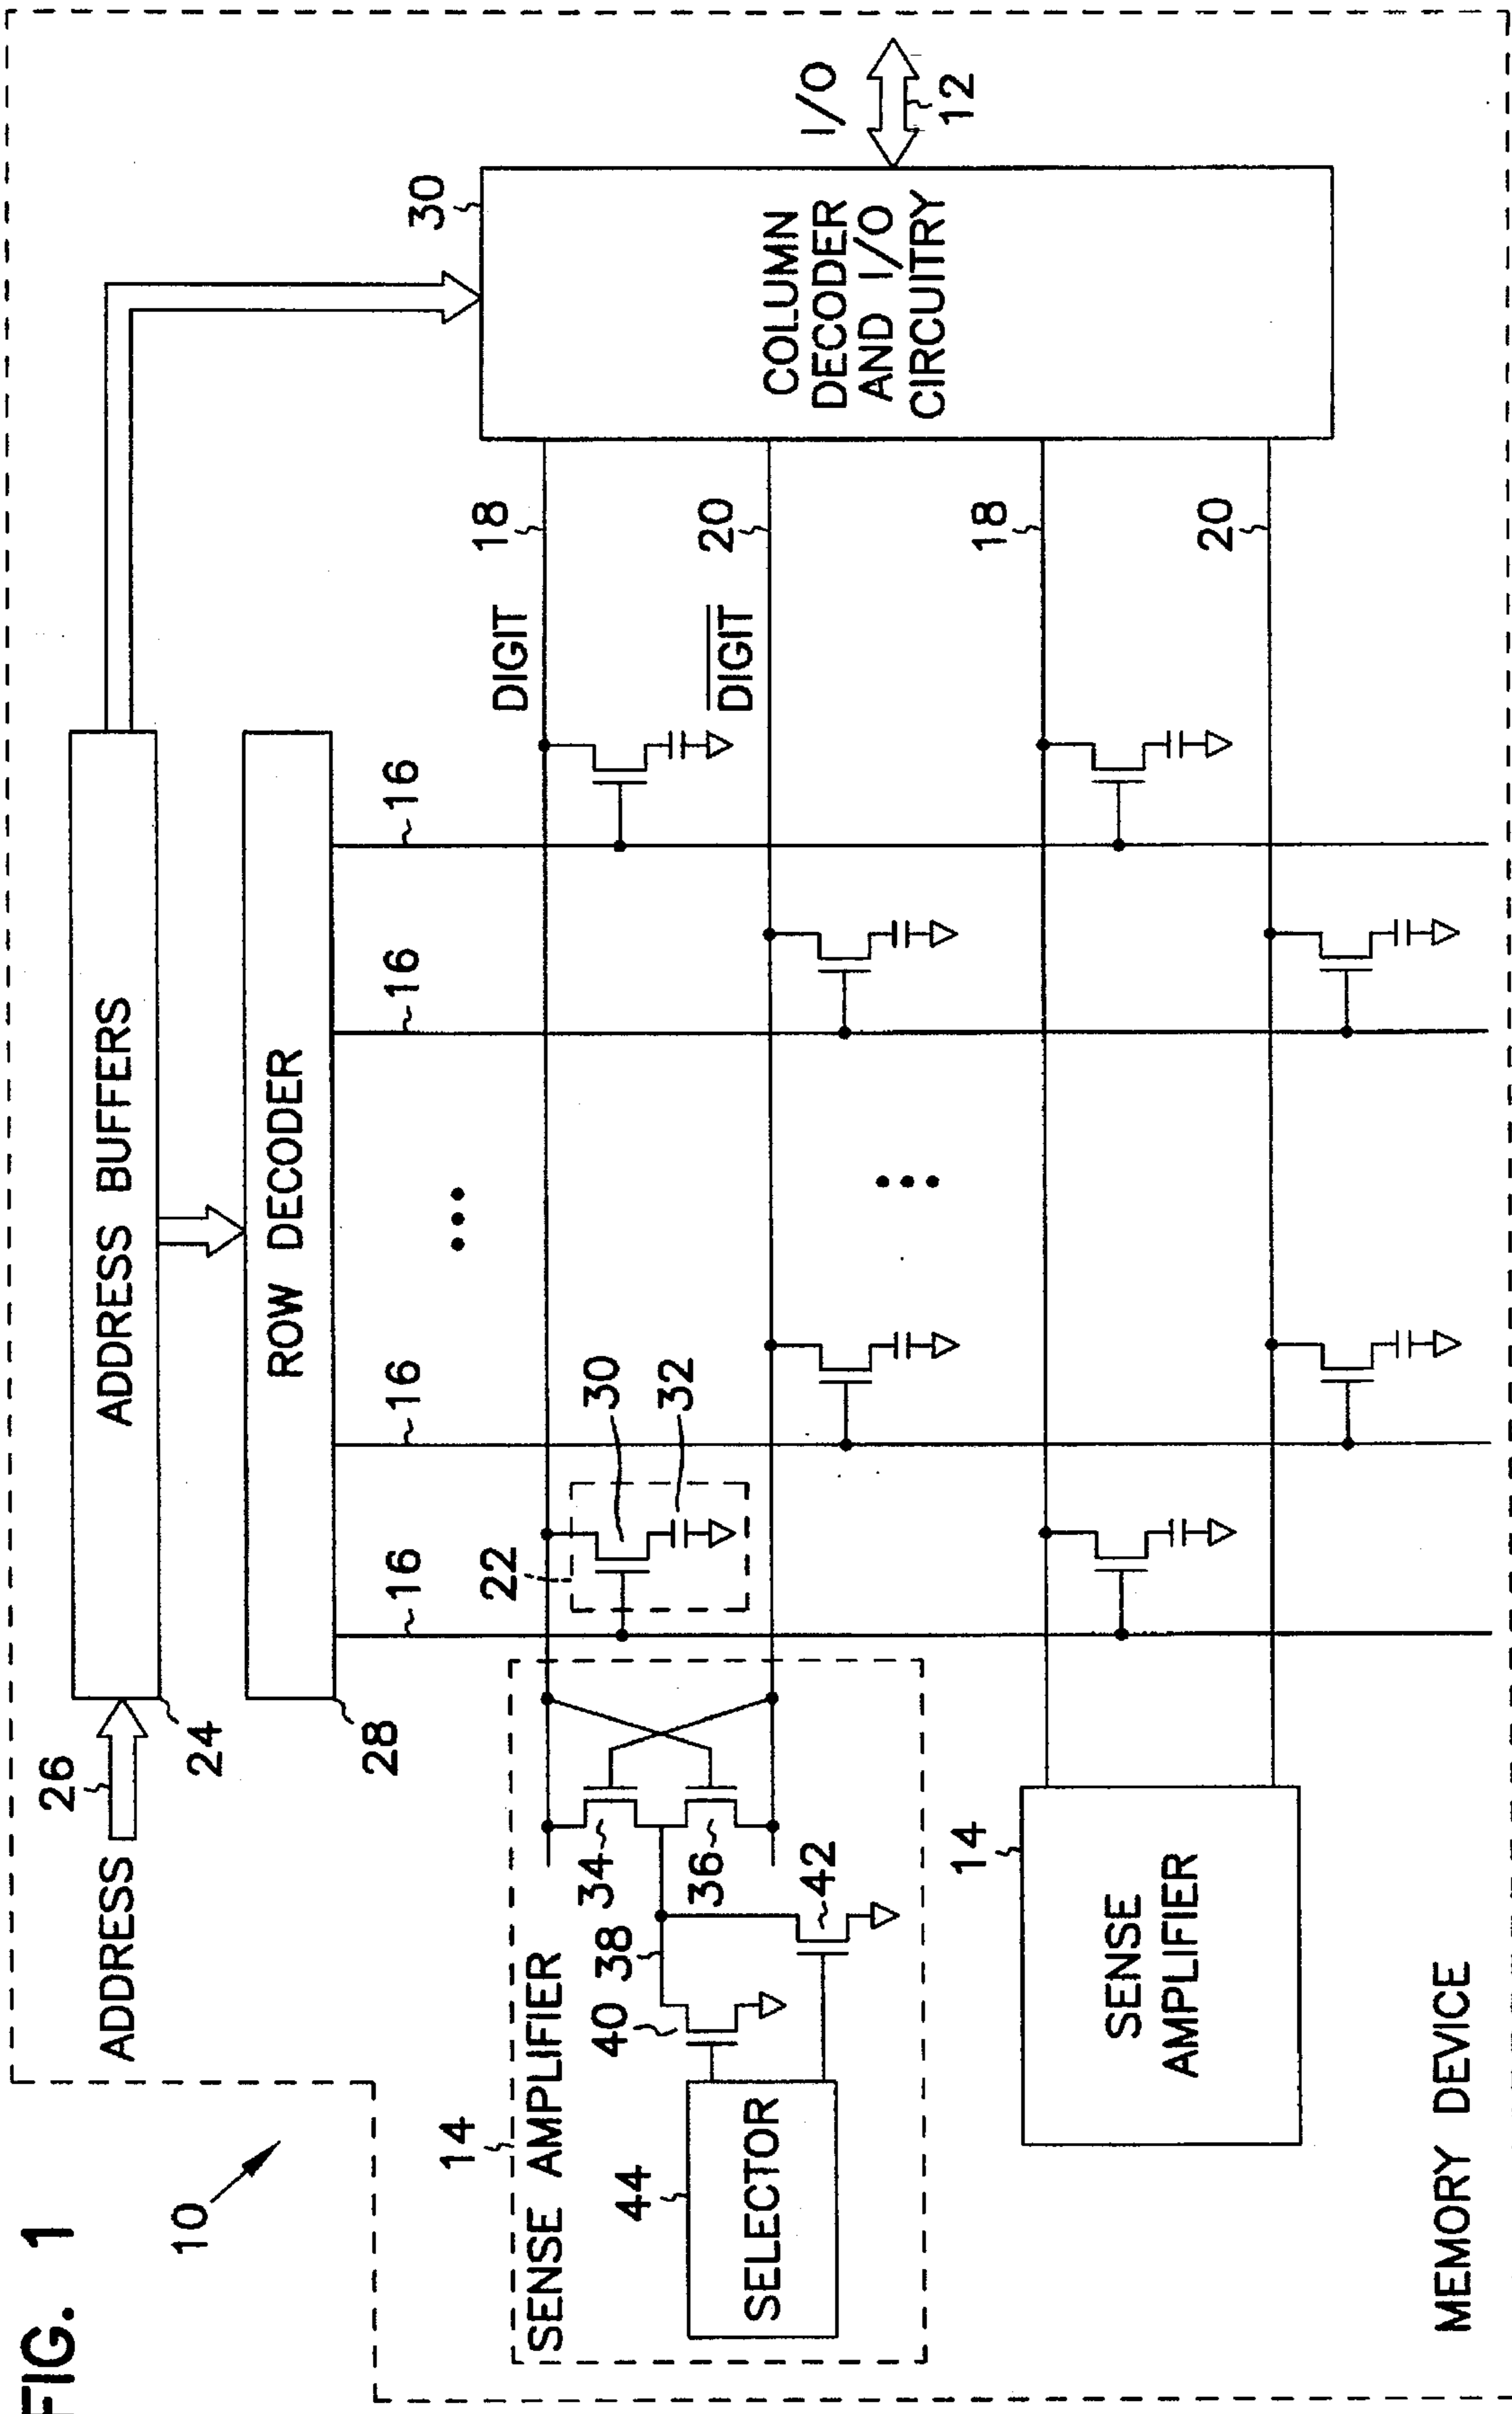 FIG. 1
10
ADDRESS
26
ADDRESS BUFFERS
24
ROW DECODER
28
16
16
16
16
30
COLUMN
DECODER
AND I/O
CIRCUITRY
I/O
12
18
DIGIT
20
DIGIT
18
20
22
30
32
14
SENSE AMPLIFIER
34
36
38
40
42
44
SELECTOR
14
SENSE
AMPLIFIER
MEMORY DEVICE